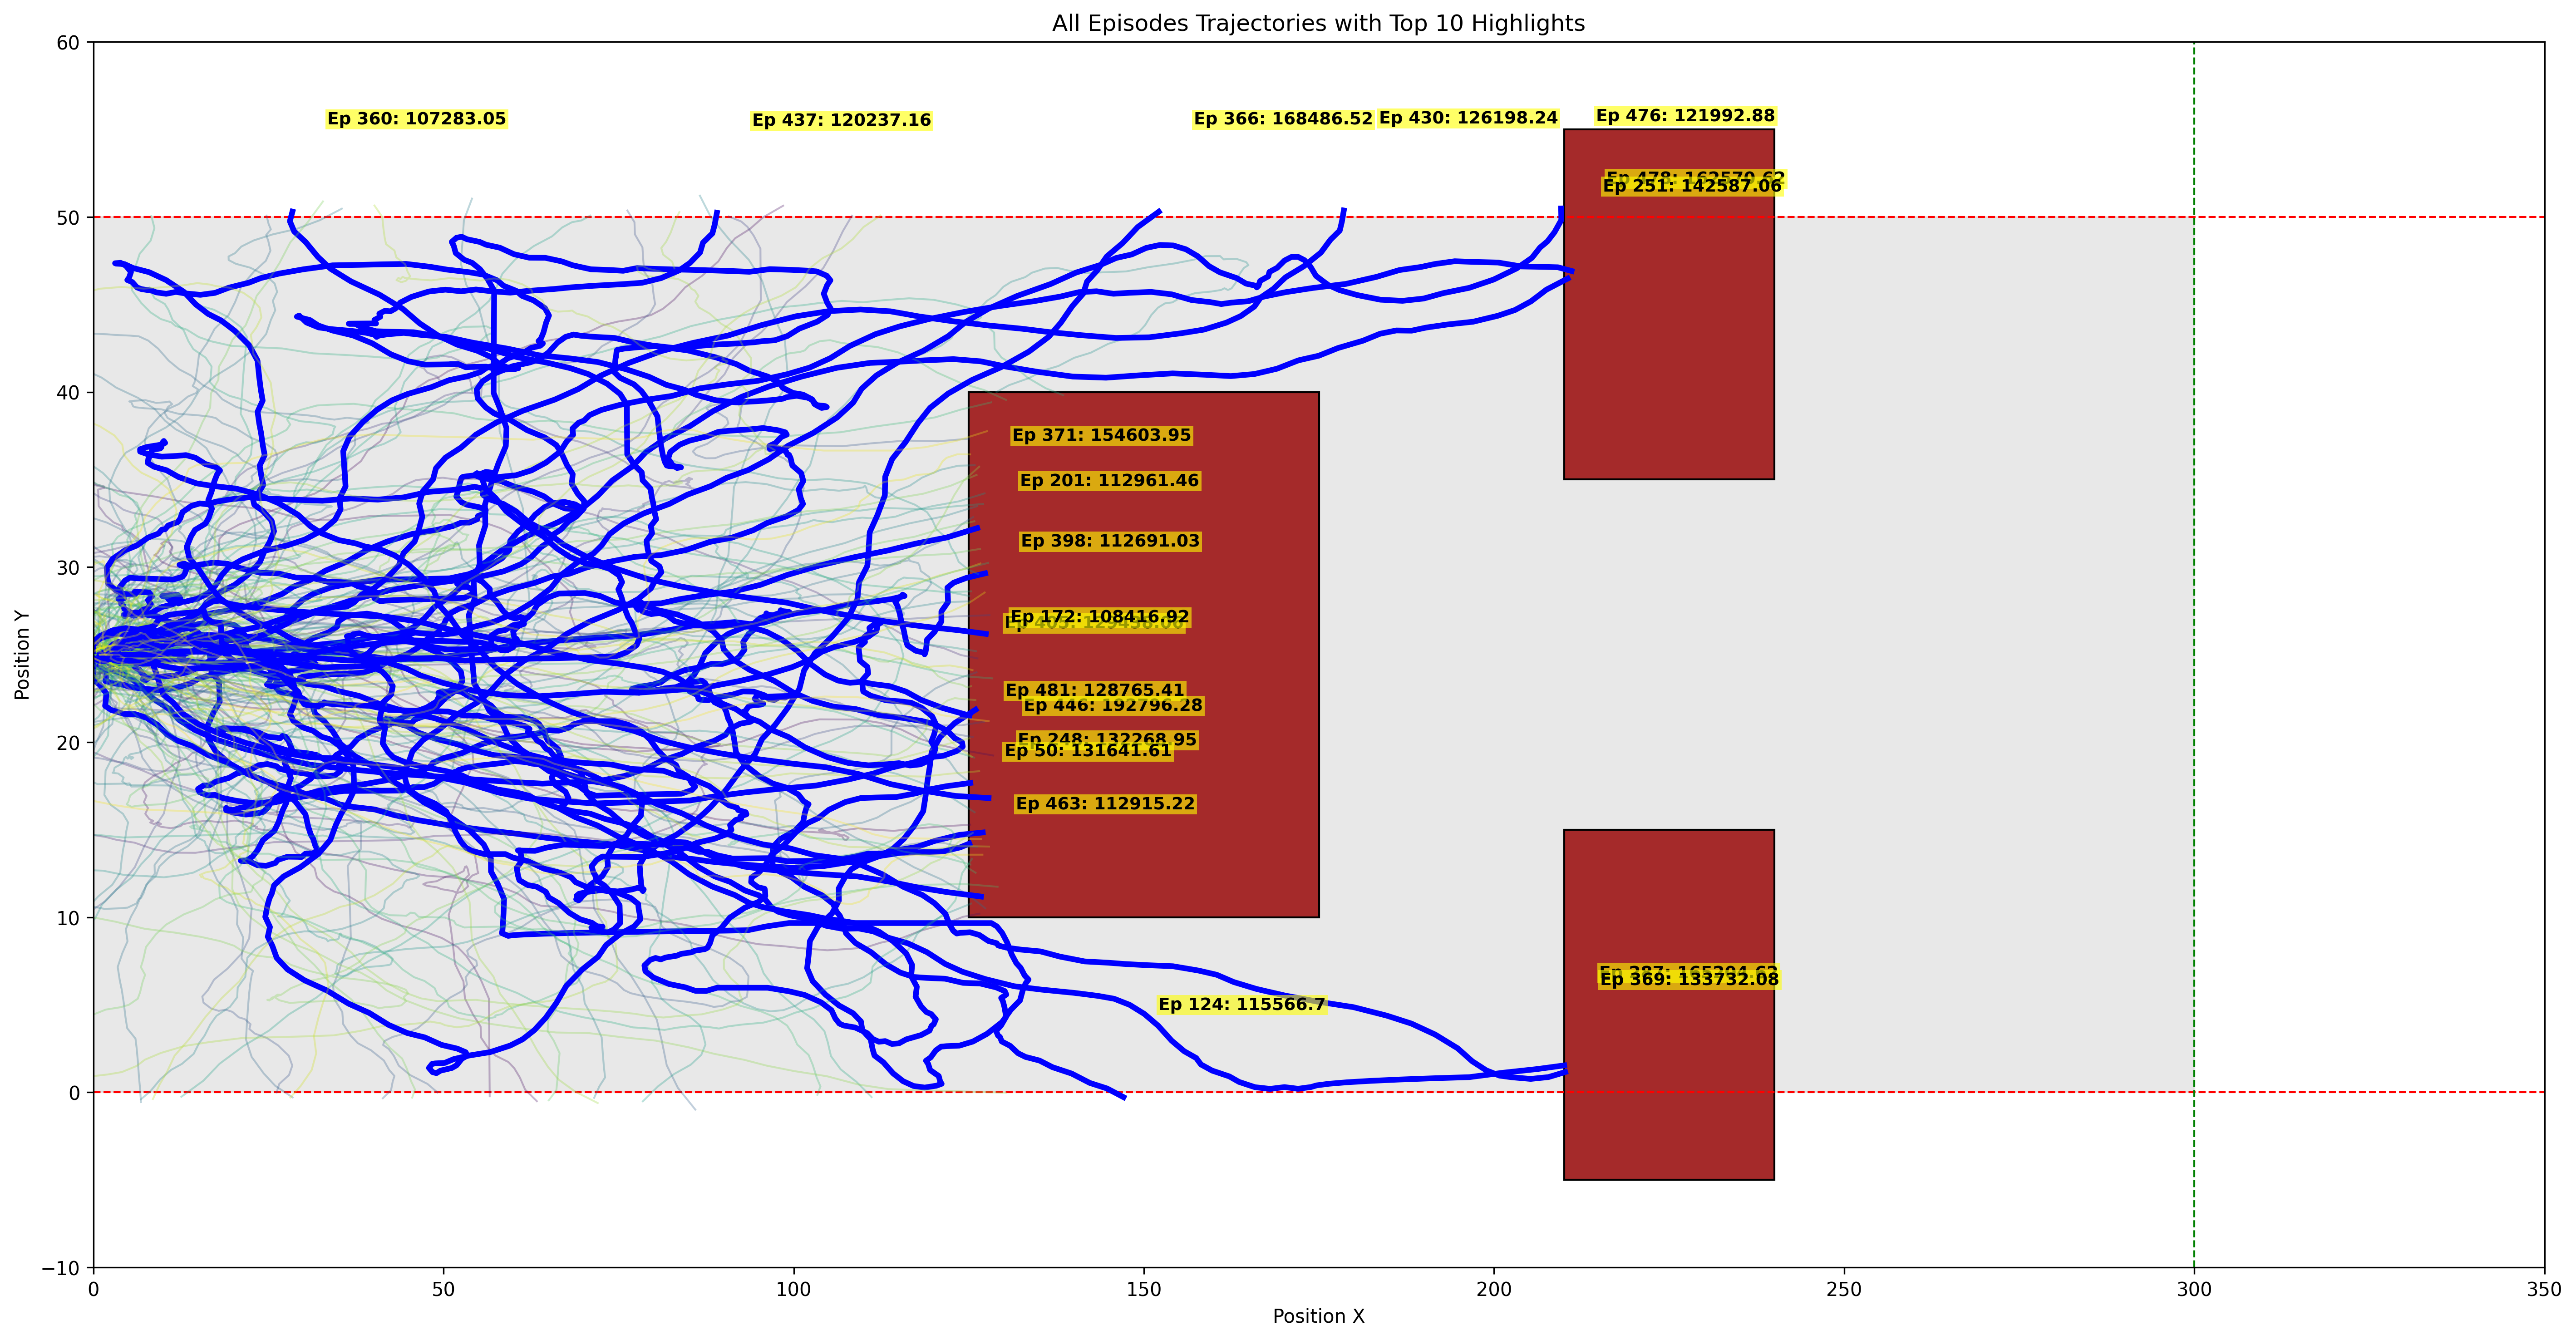 All Episodes Trajectories with Top 10 Highlights
60
50
40
30
20
10
0
−10
Position Y
Ep 360: 107283.05
Ep 437: 120237.16
Ep 366: 168486.52
Ep 430: 126198.24
Ep 476: 121992.88
Ep 251: 142587.06
Ep 371: 154603.95
Ep 201: 112961.46
Ep 398: 112691.03
Ep 172: 108416.92
Ep 481: 128765.41
Ep 446: 192796.28
Ep 248: 132268.95
Ep 50: 131641.61
Ep 463: 112915.22
Ep 369: 133732.08
Ep 124: 115566.7
0
50
100
150
200
250
300
350
Position X